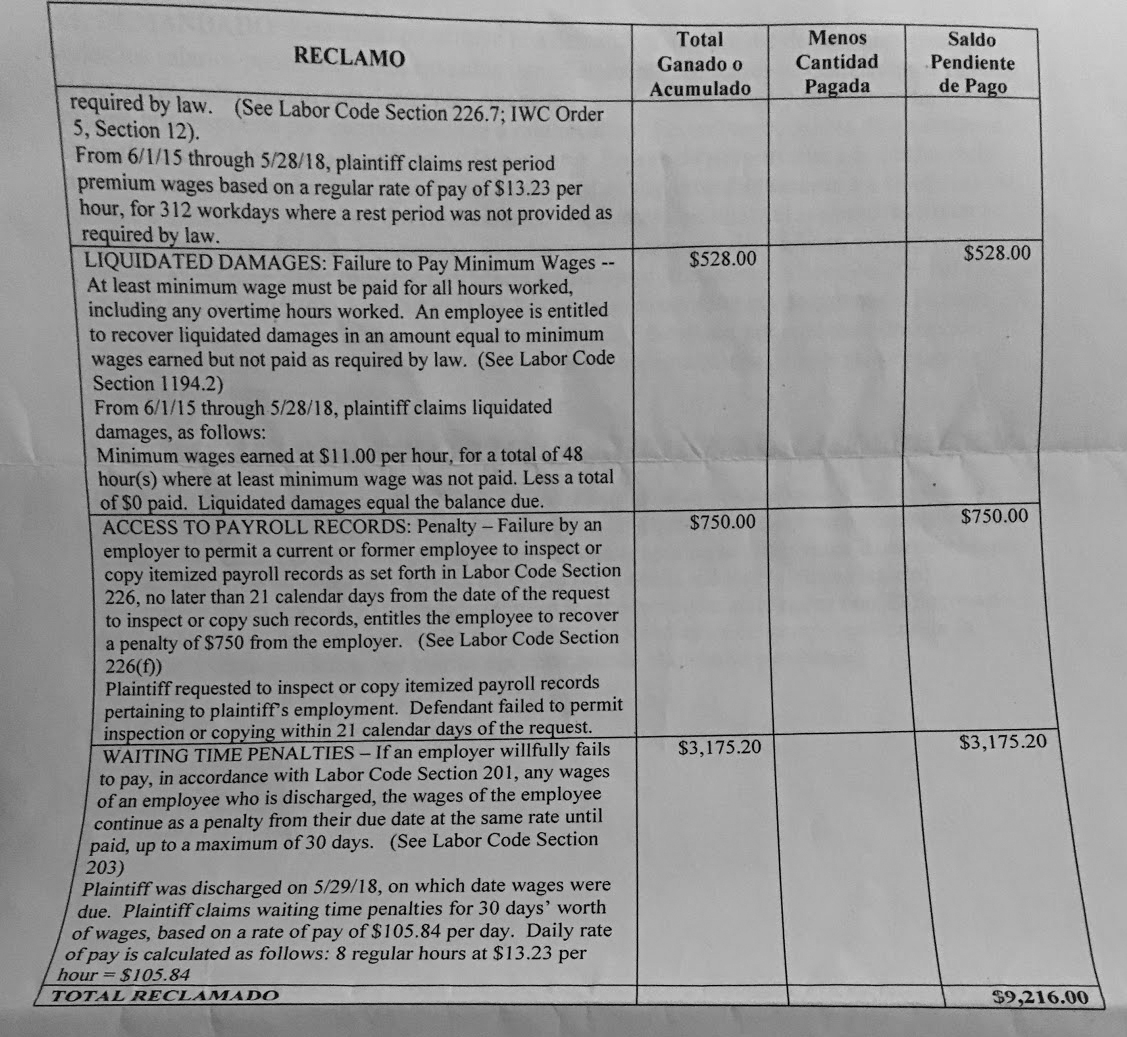 RECLAMO
Total
Ganado o
Acumulado
Menos
Cantidad
Pagada
Saldo
Pendiente
de Pago
required by law. (See Labor Code Section 226.7; IWC Order
5, Section 12).
From 6/1/15 through 5/28/18, plaintiff claims rest period
premium wages based on a regular rate of pay of $13.23 per
hour, for 312 workdays where a rest period was not provided as
required by law.
LIQUIDATED DAMAGES: Failure to Pay Minimum Wages --
At least minimum wage must be paid for all hours worked,
including any overtime hours worked. An employee is entitled
to recover liquidated damages in an amount equal to minimum
wages earned but not paid as required by law. (See Labor Code
Section 1194.2)
From 6/1/15 through 5/28/18, plaintiff claims liquidated
damages, as follows:
Minimum wages earned at $11.00 per hour, for a total of 48
hour(s) where at least minimum wage was not paid. Less a total
of $0 paid. Liquidated damages equal the balance due.
$528.00
$528.00
ACCESS TO PAYROLL RECORDS: Penalty – Failure by an
employer to permit a current or former employee to inspect or
copy itemized payroll records as set forth in Labor Code Section
226, no later than 21 calendar days from the date of the request
to inspect or copy such records, entitles the employee to recover
a penalty of $750 from the employer. (See Labor Code Section
226(f))
Plaintiff requested to inspect or copy itemized payroll records
pertaining to plaintiff's employment. Defendant failed to permit
inspection or copying within 21 calendar days of the request.
$750.00
$750.00
WAITING TIME PENALTIES – If an employer willfully fails
to pay, in accordance with Labor Code Section 201, any wages
of an employee who is discharged, the wages of the employee
continue as a penalty from their due date at the same rate until
paid, up to a maximum of 30 days. (See Labor Code Section
203)
Plaintiff was discharged on 5/29/18, on which date wages were
due. Plaintiff claims waiting time penalties for 30 days' worth
of wages, based on a rate of pay of $105.84 per day. Daily rate
of pay is calculated as follows: 8 regular hours at $13.23 per
hour = $105.84
$3,175.20
$3,175.20
TOTAL RECLAMADO
$9,216.00